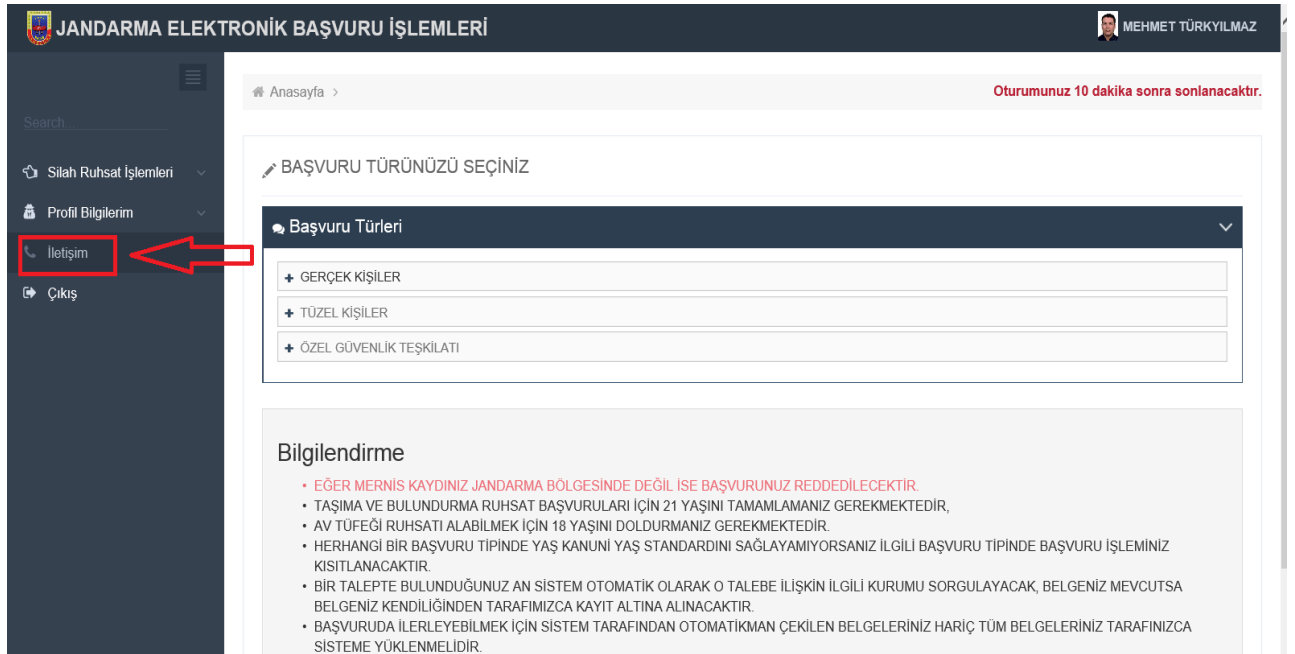 JANDARMA ELEKTRONİK BAŞVURU İŞLEMLERİ
MEHMET TÜRKYILMAZ
Anasayfa >
Oturumunuz 10 dakika sonra sonlanacaktır.
Search...
Silah Ruhsat İşlemleri
Profil Bilgilerim
İletişim
Çıkış
BAŞVURU TÜRÜNÜZÜ SEÇİNİZ
Başvuru Türleri
+ GERÇEK KİŞİLER
+ TÜZEL KİŞİLER
+ ÖZEL GÜVENLİK TEŞKİLATI
Bilgilendirme
• EĞER MERNİS KAYDINIZ JANDARMA BÖLGESİNDE DEĞİL İSE BAŞVURUNUZ REDDEDİLECEKTİR.
• TAŞIMA VE BULUNDURMA RUHSAT BAŞVURULARI İÇİN 21 YAŞINI TAMAMLAMANIZ GEREKMEKTEDİR,
• AV TÜFEĞİ RUHSATI ALABİLMEK İÇİN 18 YAŞINI DOLDURMANIZ GEREKMEKTEDİR.
• HERHANGİ BİR BAŞVURU TİPİNDE YAŞ KANUNİ YAŞ STANDARDINI SAĞLAYAMIYORSANIZ İLGİLİ BAŞVURU TİPİNDE BAŞVURU İŞLEMİNİZ
KISITLANACAKTIR.
• BİR TALEPTE BULUNDUĞUNUZ AN SİSTEM OTOMATİK OLARAK O TALEBE İLİŞKİN İLGİLİ KURUMU SORGULAYACAK, BELGENİZ MEVCUTSA
BELGENİZ KENDİLİĞİNDEN TARAFIMIZCA KAYIT ALTINA ALINACAKTIR.
• BAŞVURUDA İLERLEYEBİLMEK İÇİN SİSTEM TARAFINDAN OTOMATİKMAN ÇEKİLEN BELGELERİNİZ HARİÇ TÜM BELGELERİNİZ TARAFINIZCA
SİSTEME YÜKLENMELİDİR.